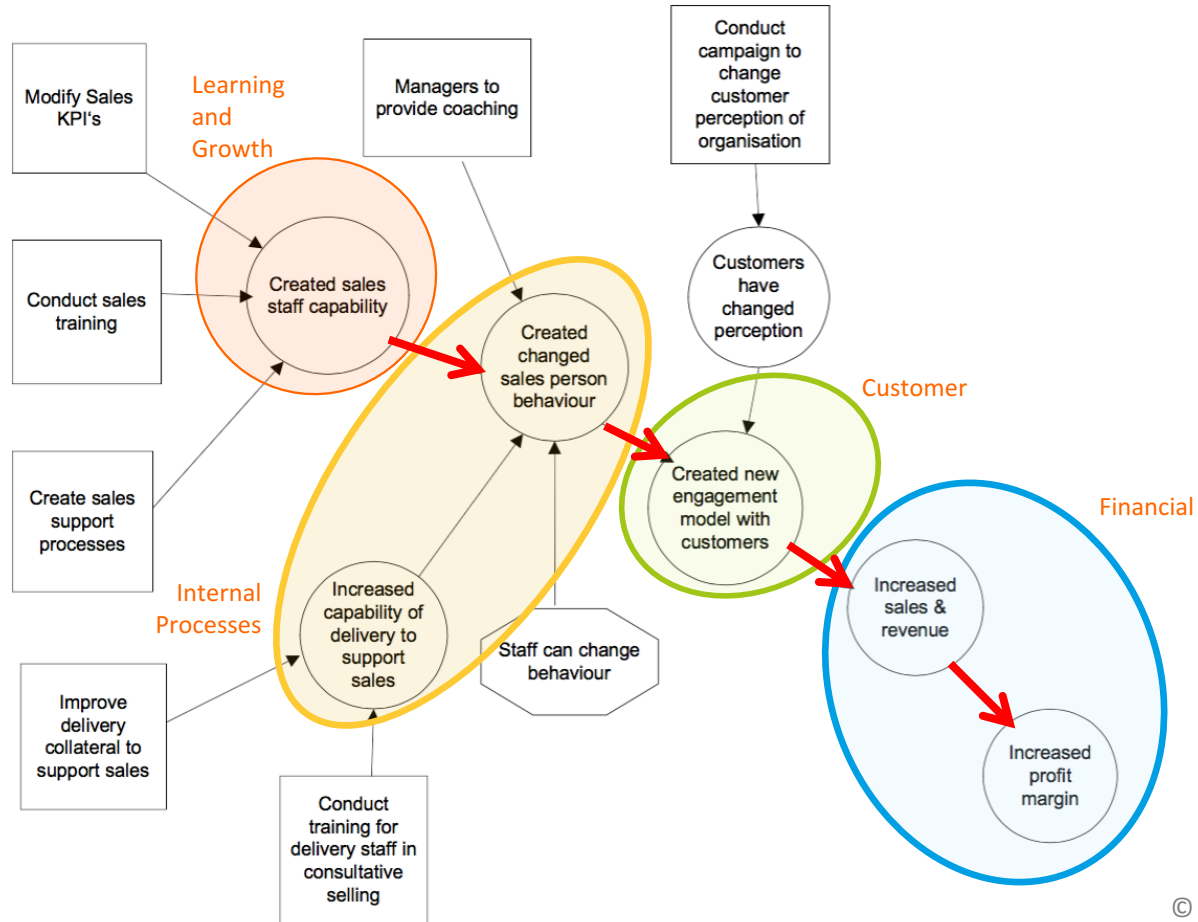 Modify Sales
KPI's
Learning
and
Growth
Managers to
provide coaching
Conduct
campaign to
change
customer
perception of
organisation
Conduct sales
training
Created sales
staff capability
Customers
have
changed
perception
Created
changed
sales person
behaviour
Customer
Create sales
support
processes
Created new
engagement
model with
customers
Financial
Internal
Processes
Increased
capability of
delivery to
support
sales
Staff can change
behaviour
Increased
sales &
revenue
Improve
delivery
collateral to
support sales
Increased
profit
margin
Conduct
training for
delivery staff in
consultative
selling
©